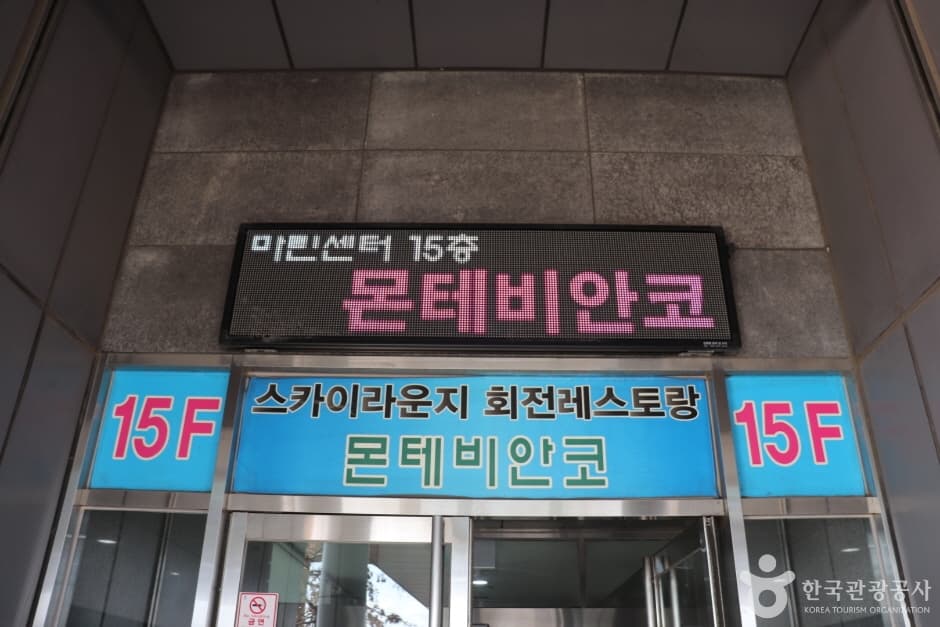 마린센터 15층
몬테비안코
15F
스카이라운지 회전레스토랑
몬테비안코
15F
금연
한국관광공사
KOREA TOURISM ORGANIZATION